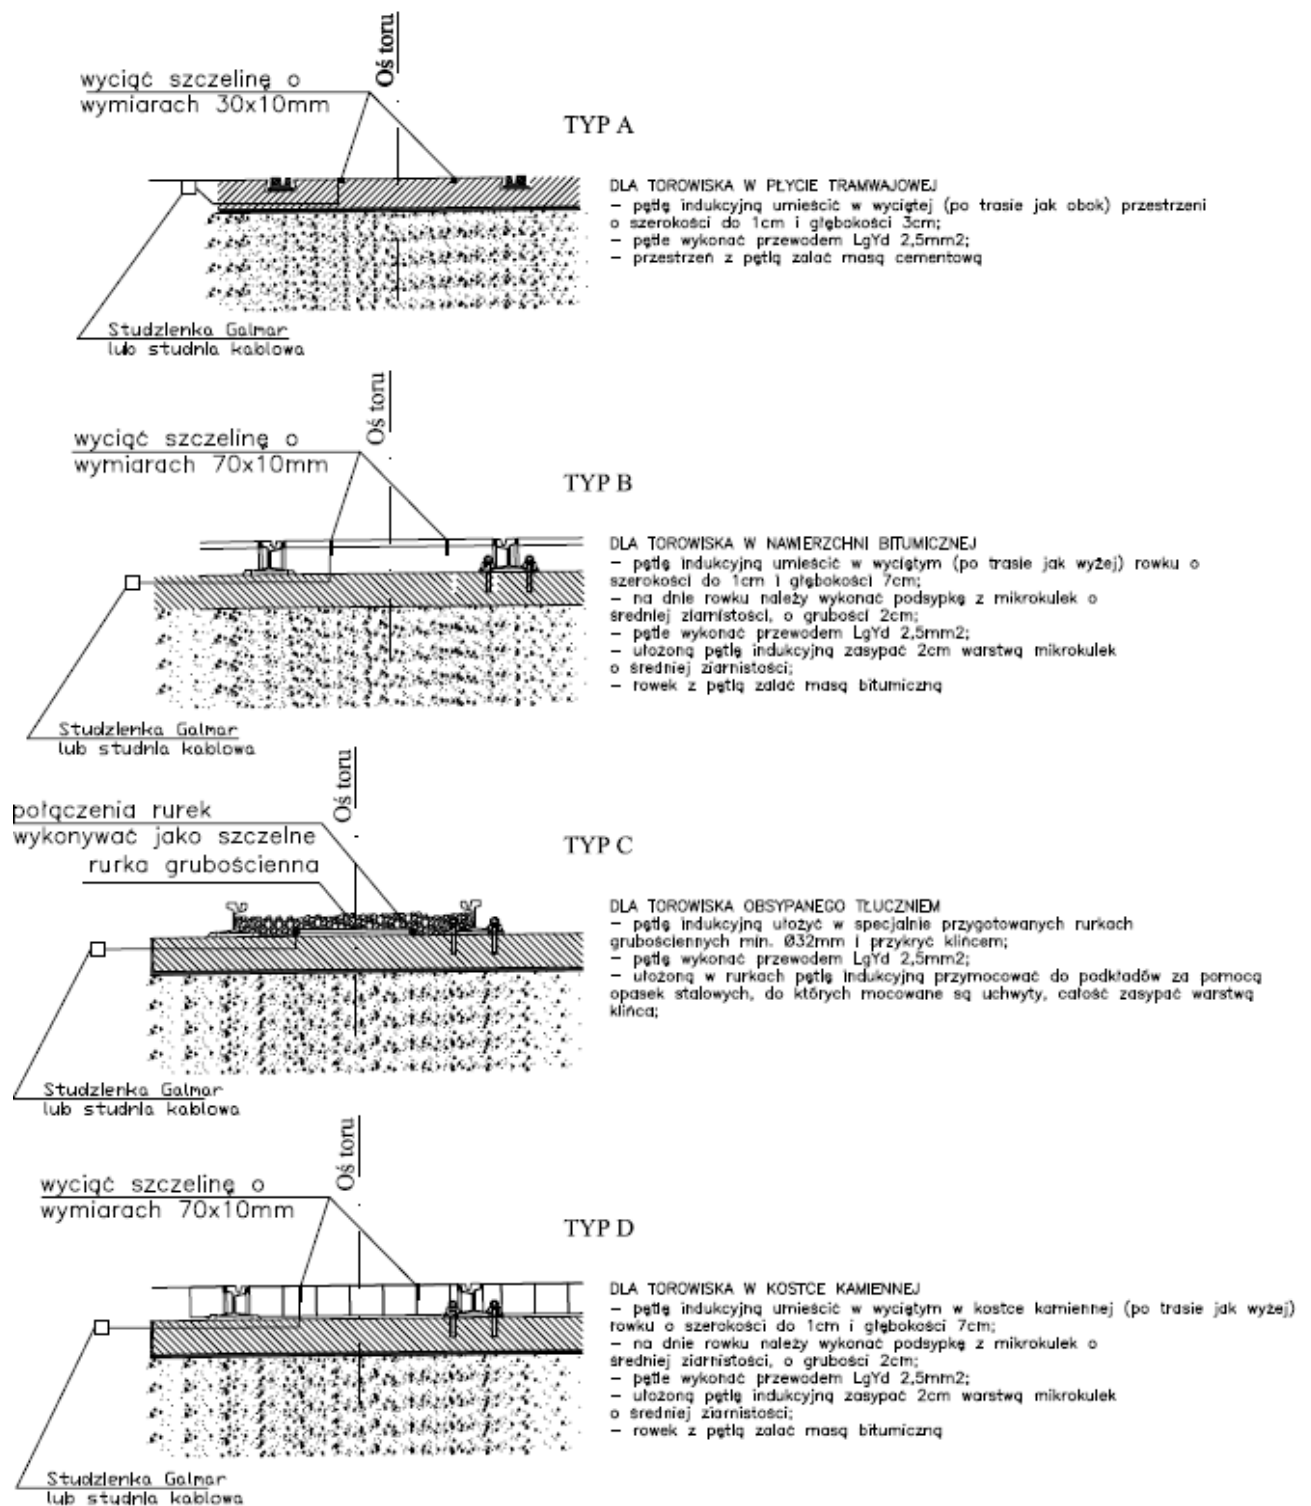 Oś toru
wyciąć szczelinę o
wymiarach 30x10mm
TYP A
DLA TOROWISKA W PŁYCIE TRAMWAJOWEJ
– pętlę indukcyjną umieścić w wyciętej (po trasie jak obok) przestrzeni
o szerokości do 1cm i głębokości 3cm;
– pętle wykonać przewodem LgYd 2,5mm2;
– przestrzeń z pętlą zalać masą cementową
Studzienka Galmar
lub studnia kablowa
Oś toru
wyciąć szczelinę o
wymiarach 70x10mm
TYP B
DLA TOROWISKA W NAWIERZCHNI BITUMICZNEJ
– pętlę indukcyjną umieścić w wyciętym (po trasie jak wyżej) rowku o
szerokości do 1cm i głębokości 7cm;
– na dnie rowku należy wykonać podsypkę z mikrokulek o
średniej ziarnistości, o grubości 2cm;
– pętle wykonać przewodem LgYd 2,5mm2;
– ułożoną pętlę indukcyjną zasypać 2cm warstwą mikrokulek
o średniej ziarnistości;
– rowek z pętlą zalać masą bitumiczną
Studzienka Galmar
lub studnia kablowa
Oś toru
połączenia rurek
wykonywać jako szczelne
rurka grubościenna
TYP C
DLA TOROWISKA OBSYPANEGO TŁUCZNIEM
– pętlę indukcyjną ułożyć w specjalnie przygotowanych rurkach
grubościennych min. Ø32mm i przykryć klińcem;
– pętlę wykonać przewodem LgYd 2,5mm2;
– ułożoną w rurkach pętlę indukcyjną przymocować do podkładów za pomocą
opasek stalowych, do których mocowane są uchwyty, całość zasypać warstwą
klińca;
Studzienka Galmar
lub studnia kablowa
Oś toru
wyciąć szczelinę o
wymiarach 70x10mm
TYP D
DLA TOROWISKA W KOSTCE KAMIENNEJ
– pętlę indukcyjną umieścić w wyciętym w kostce kamiennej (po trasie jak wyżej)
rowku o szerokości do 1cm i głębokości 7cm;
– na dnie rowku należy wykonać podsypkę z mikrokulek o
średniej ziarnistości, o grubości 2cm;
– pętle wykonać przewodem LgYd 2,5mm2;
– ułożoną pętlę indukcyjną zasypać 2cm warstwą mikrokulek
o średniej ziarnistości;
– rowek z pętlą zalać masą bitumiczną
Studzienka Galmar
lub studnia kablowa